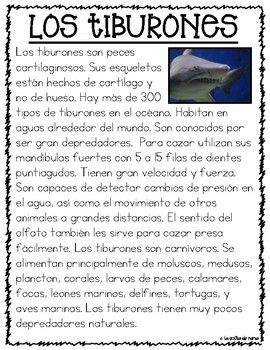 LOS TIBURONES
Los tiburones son peces
cartilaginosos. Sus esqueletos
están hechos de cartílago y
no de hueso. Hay más de 300
tipos de tiburones en el océano. Habitan en
aguas alrededor del mundo. Son conocidos por
ser gran depredadores. Para cazar utilizan sus
mandíbulas fuertes con 5 a 15 filas de dientes
puntiagudos. Tienen gran velocidad y fuerza.
Son capaces de detectar cambios de presión en
el agua, así como el movimiento de otros
animales a grandes distancias. El sentido del
olfato también les sirve para cazar presa
fácilmente. Los tiburones son carnívoros. Se
alimentan principalmente de moluscos, medusas,
plancton, corales, larvas de peces, calamares,
focas, leones marinos, delfines, tortugas, y
aves marinas. Los tiburones tienen muy pocos
depredadores naturales.